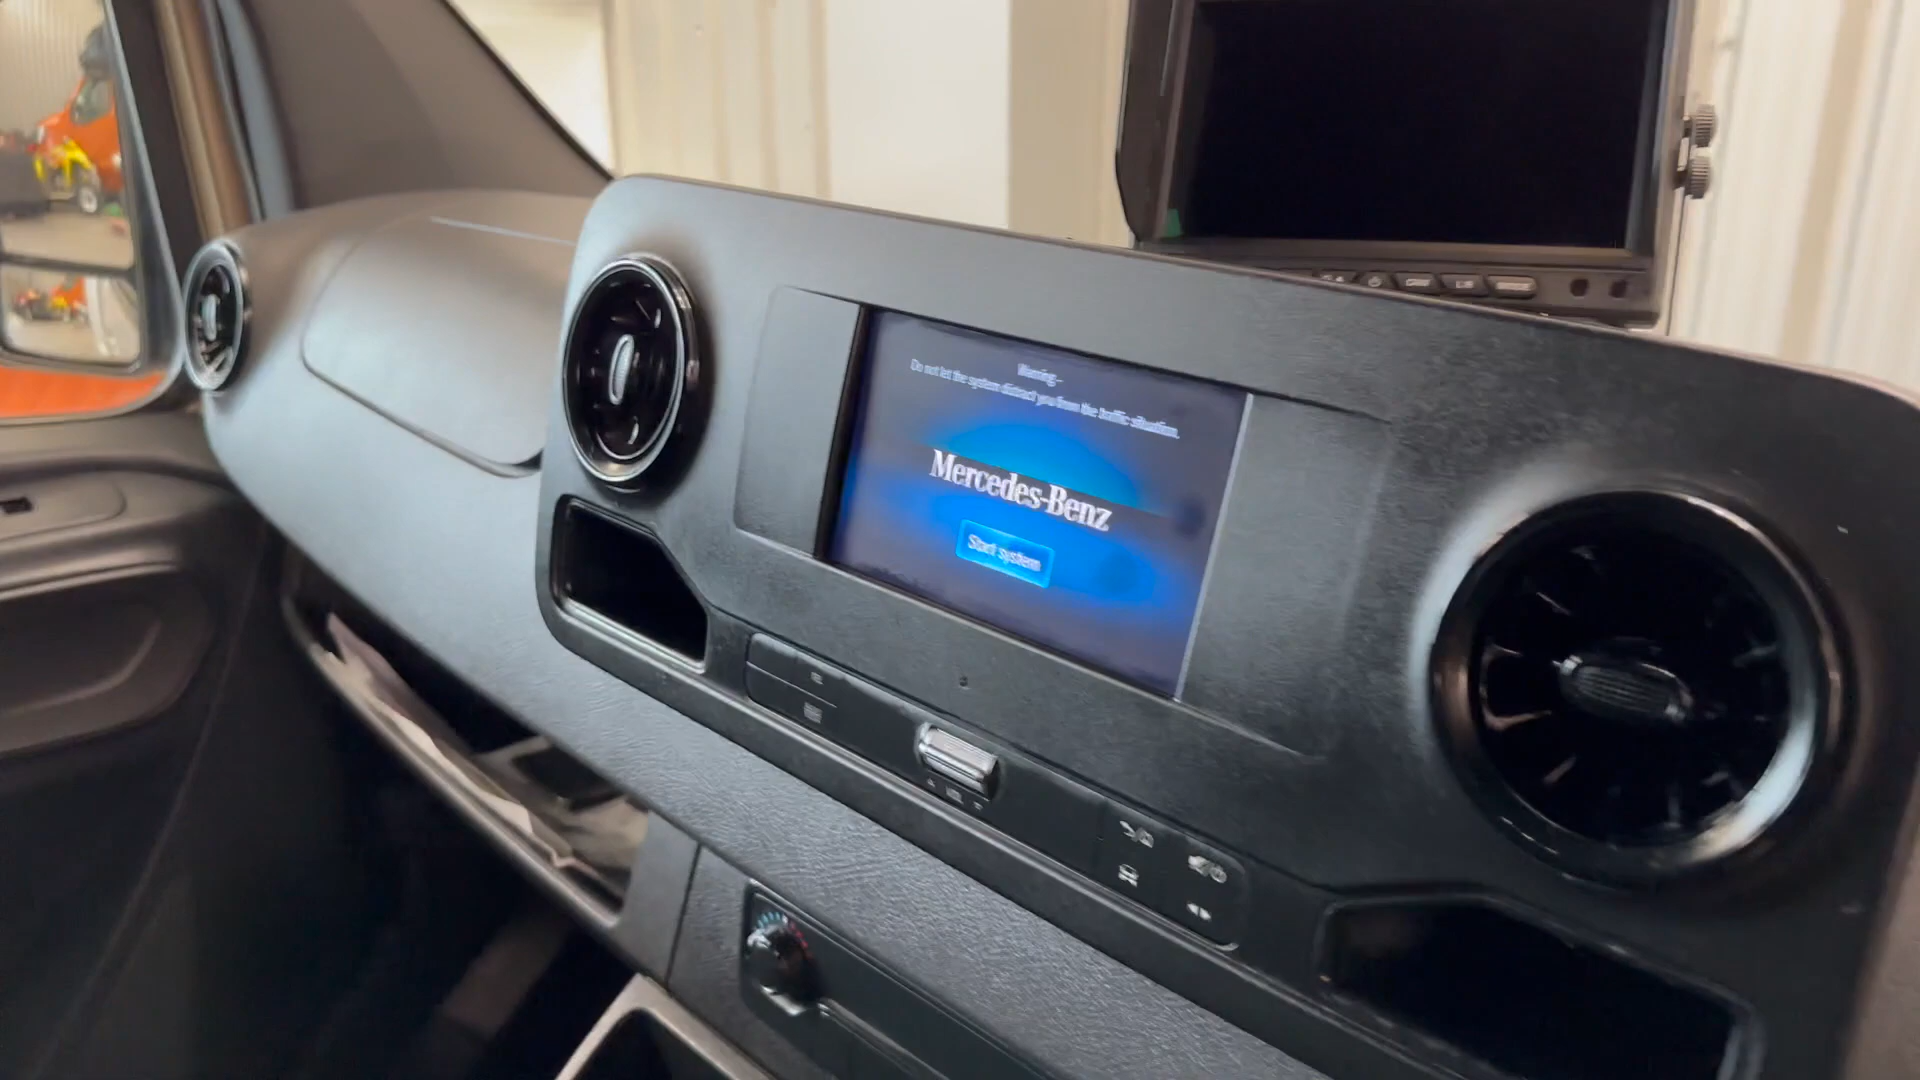 Warning...
Do not let the system distract you from the traffic situation.
Mercedes-Benz
Start system